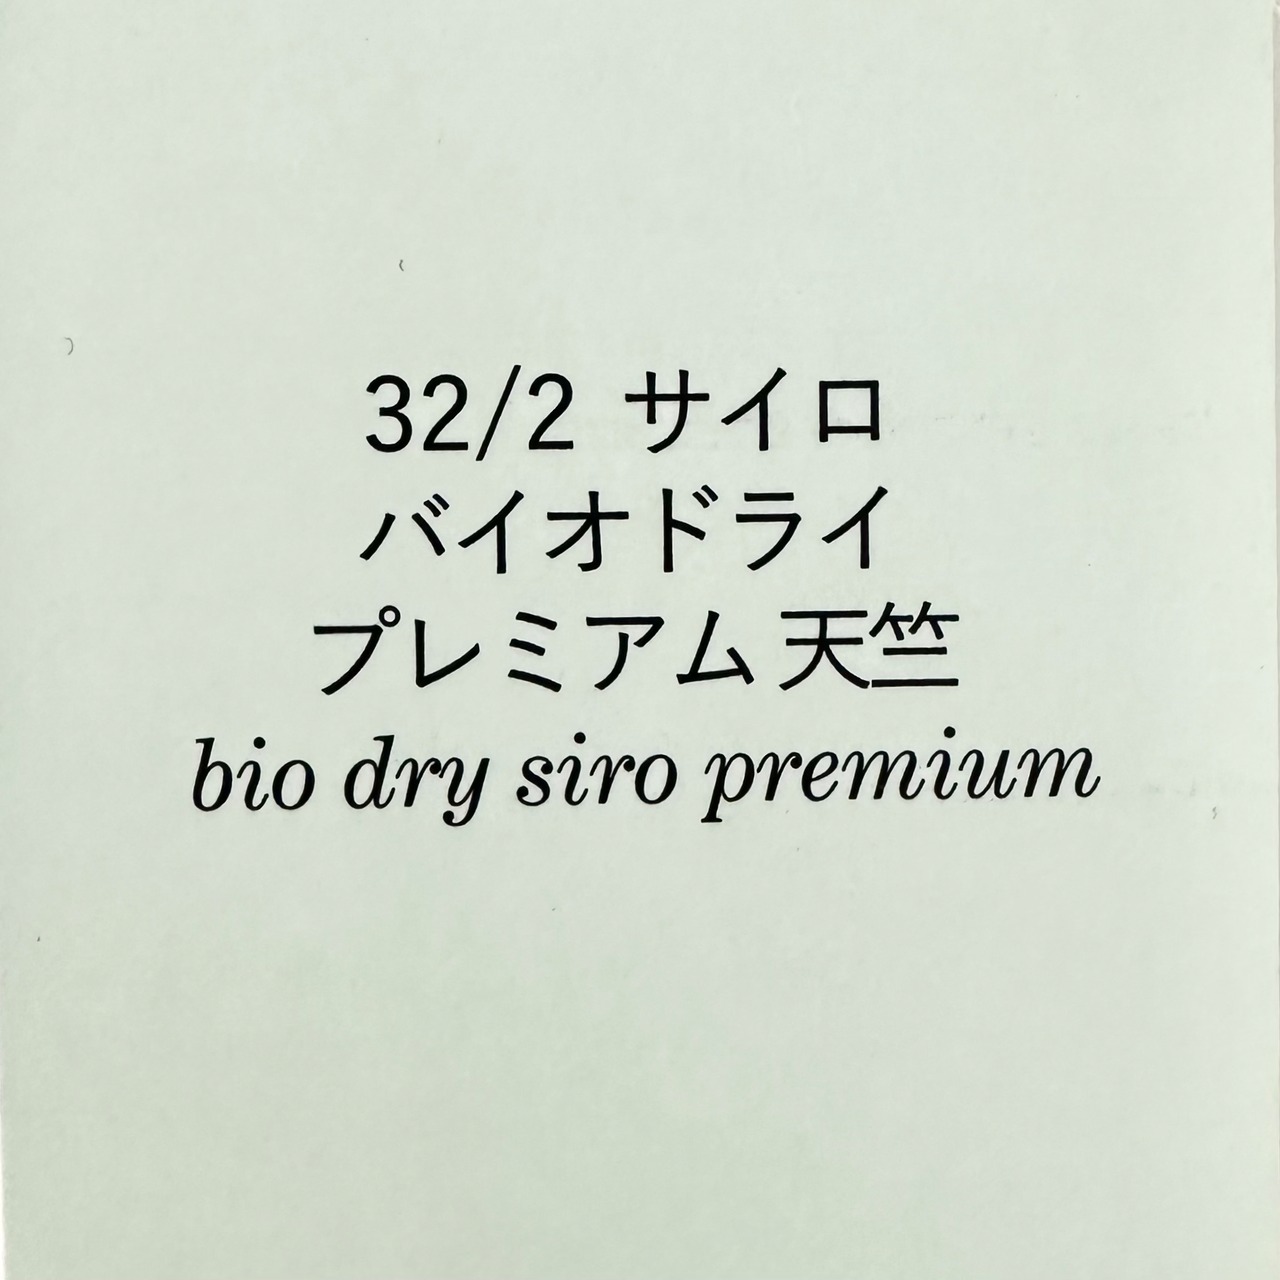 32/2 サイロ
バイオドライ
プレミアム 天竺
bio dry siro premium